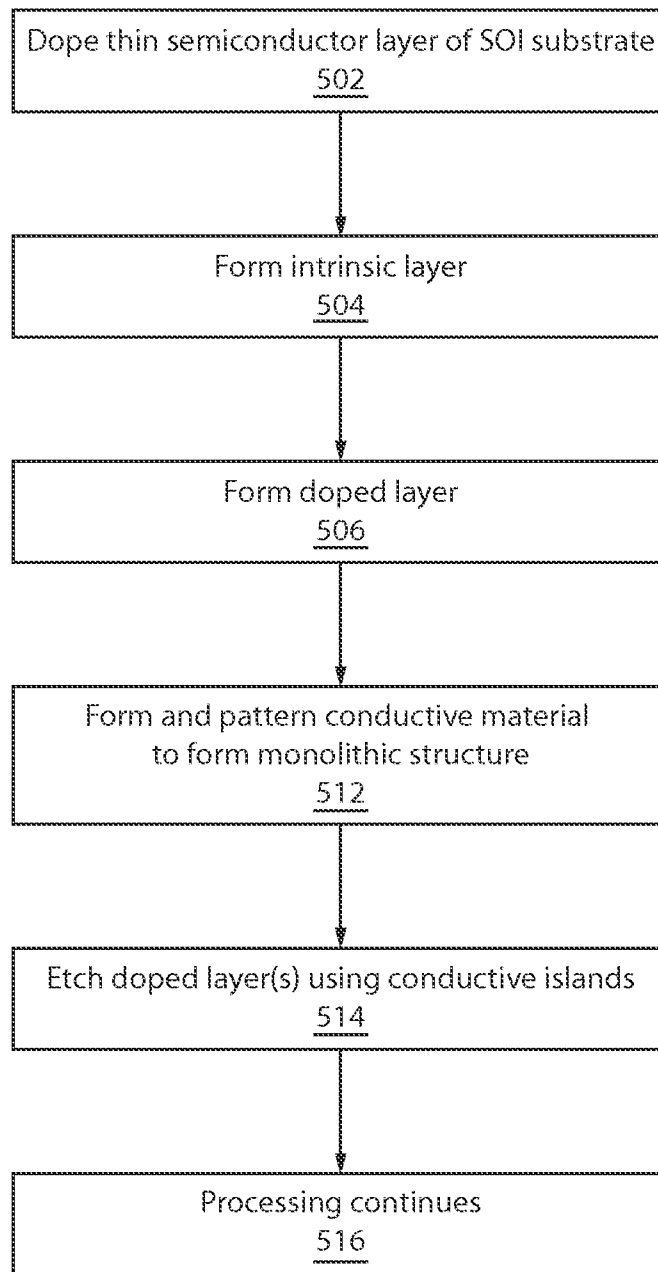 Dope thin semiconductor layer of SOI substrate
502
Form intrinsic layer
504
Form doped layer
506
Form and pattern conductive material
to form monolithic structure
512
Etch doped layer(s) using conductive islands
514
Processing continues
516